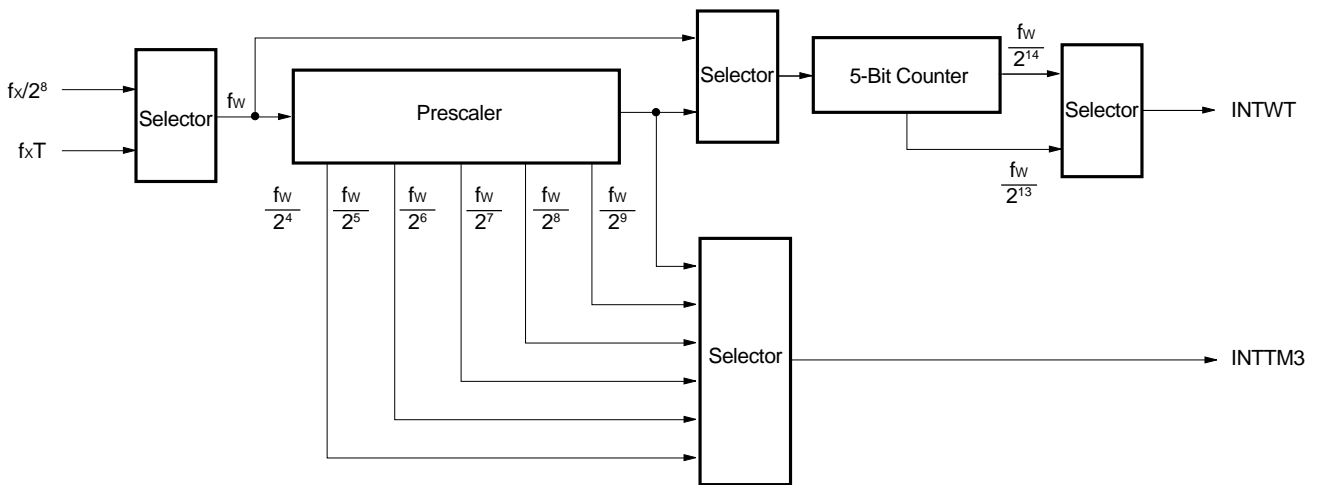 fX/2⁸
fXT
Selector
fW
Prescaler
Selector
5-Bit Counter
fW
2¹⁴
fW
2¹³
Selector
INTWT
fW
2⁴
fW
2⁵
fW
2⁶
fW
2⁷
fW
2⁸
fW
2⁹
Selector
INTTM3